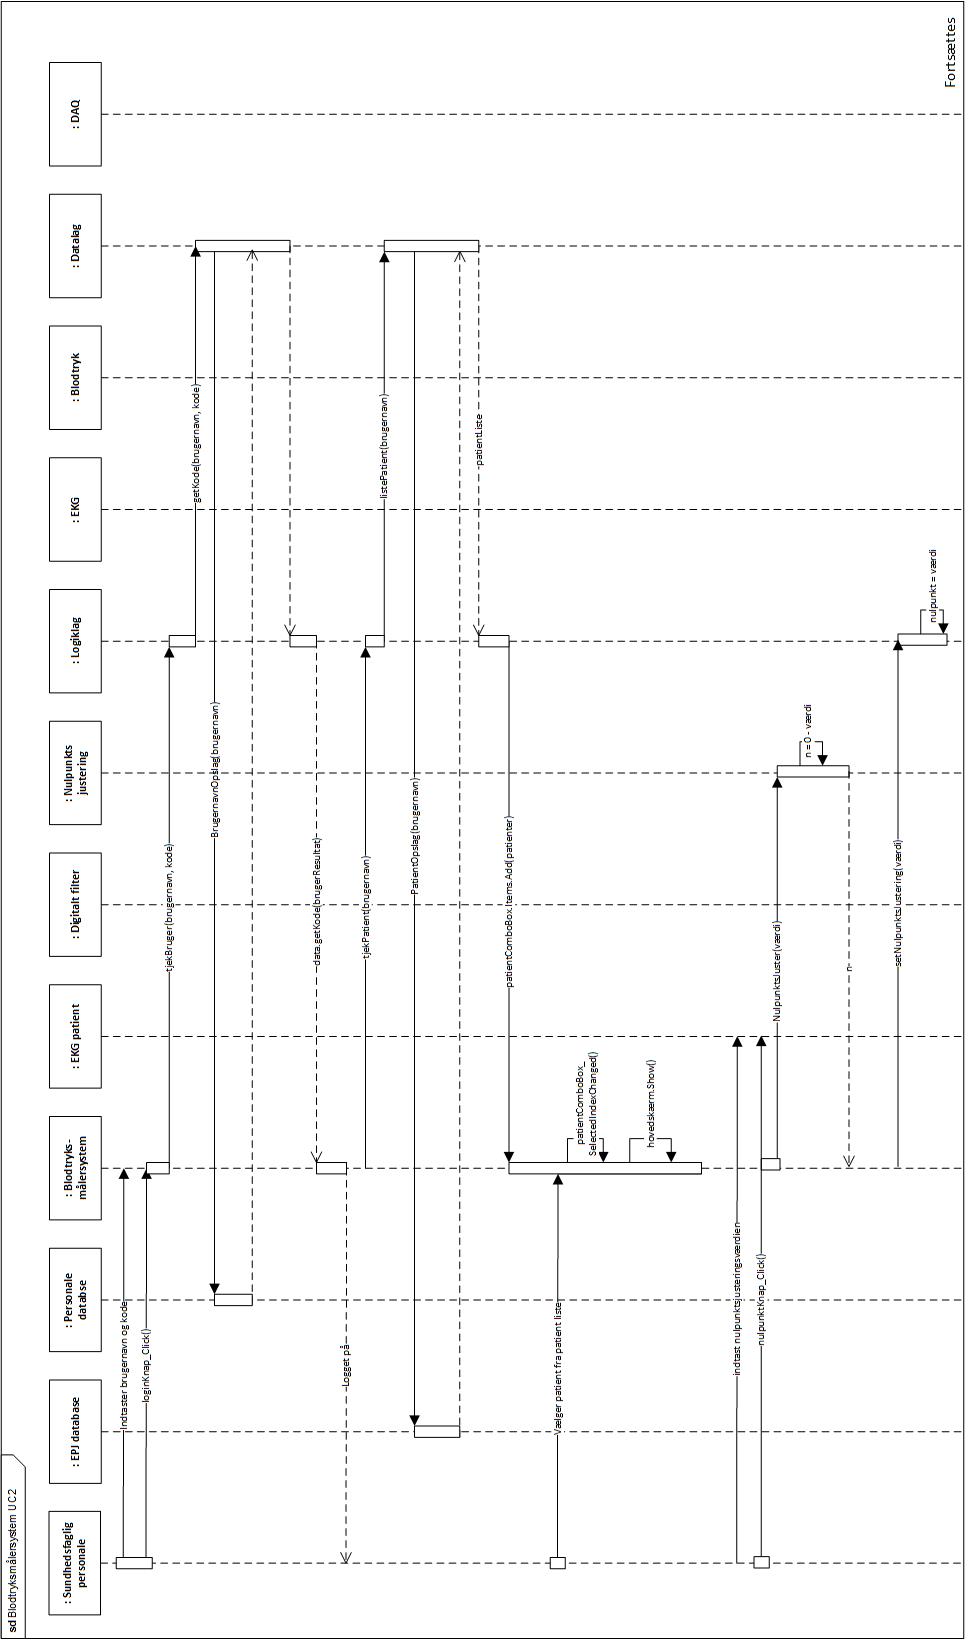 sd Blodtryksmålersystem UC2
: Sundhedsfaglig
personale
: EPJ database
: Personale
databse
: Blodtryks-
målersystem
: EKG patient
: Digitalt filter
: Nulpunkts
justering
: Logiklag
: EKG
: Blodtryk
: Datalag
: DAQ
Indtaster brugernavn og kode
loginKnap_Click()
tjekBruger(brugernavn, kode)
getKode(brugernavn, kode)
BrugernavnOpslag(brugernavn)
data.getKode(brugerResultat)
Logget på
tjekPatient(brugernavn)
listePatient(brugernavn)
PatientOpslag(brugernavn)
patientListe
patientComboBox.Items.Add(patienter)
Vælger patient fra patient liste
patientComboBox_
SelectedIndexChanged()
hovedskærm.Show()
indtast nulpunktsjusteringsværdien
nulpunktKnap_Click()
NulpunktsJuster(værdi)
n = 0 - værdi
n
setNulpunktsJustering(værdi)
nulpunkt = værdi
Fortsættes